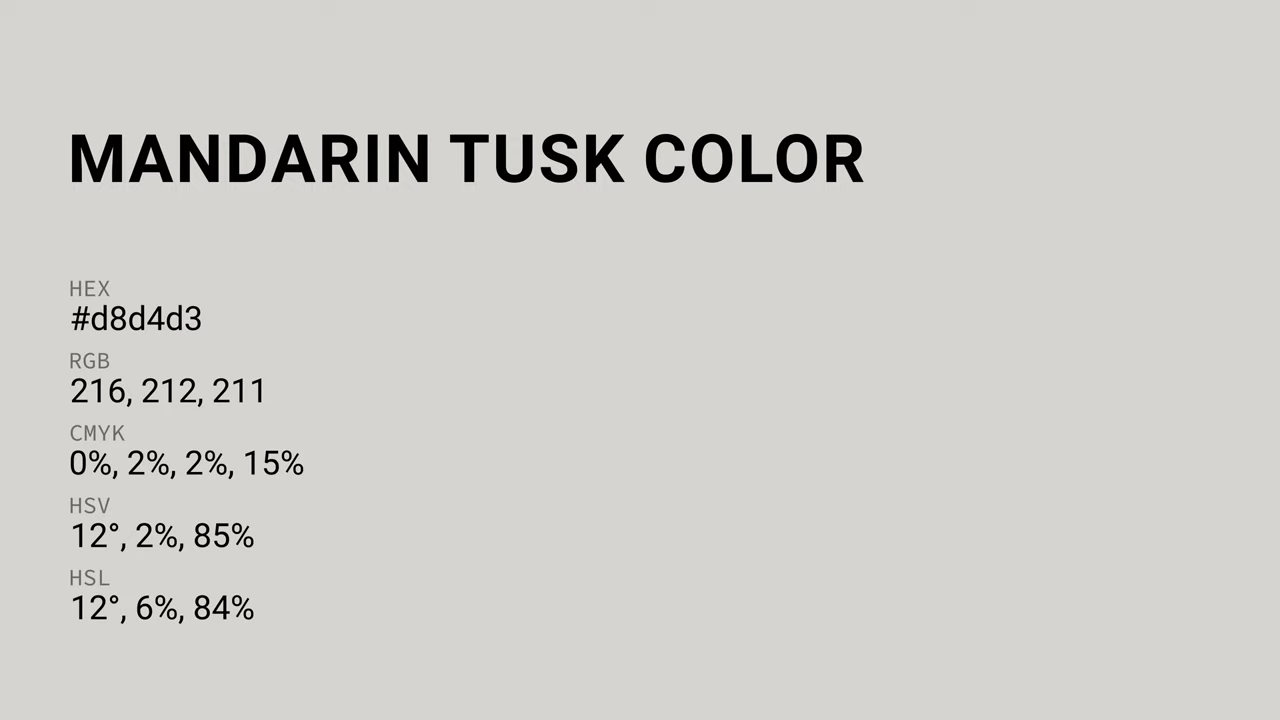 MANDARIN TUSK COLOR
HEX
#d8d4d3
RGB
216, 212, 211
CMYK
0%, 2%, 2%, 15%
HSV
12°, 2%, 85%
HSL
12°, 6%, 84%